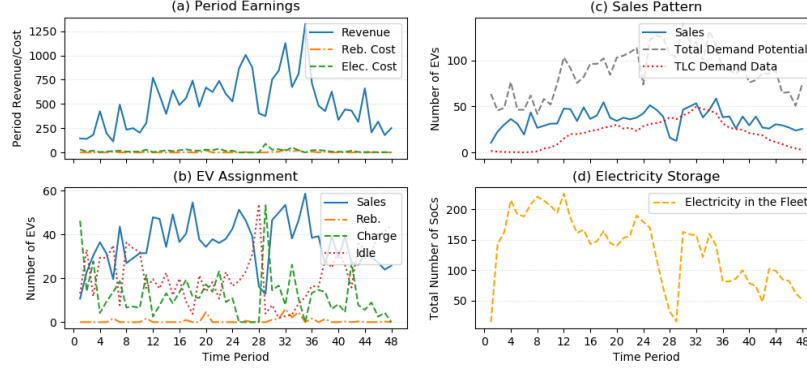 (a) Period Earnings
Period Revenue/Cost
1250
1000
750
500
250
0
Revenue
Reb. Cost
Elec. Cost
(c) Sales Pattern
Number of EVs
100
50
0
Sales
Total Demand Potential
TLC Demand Data
(b) EV Assignment
Number of EVs
60
40
20
0
Sales
Reb.
Charge
Idle
0 4 8 12 16 20 24 28 32 36 40 44 48
Time Period
(d) Electricity Storage
Total Number of SoCs
200
150
100
50
Electricity in the Fleet
0 4 8 12 16 20 24 28 32 36 40 44 48
Time Period